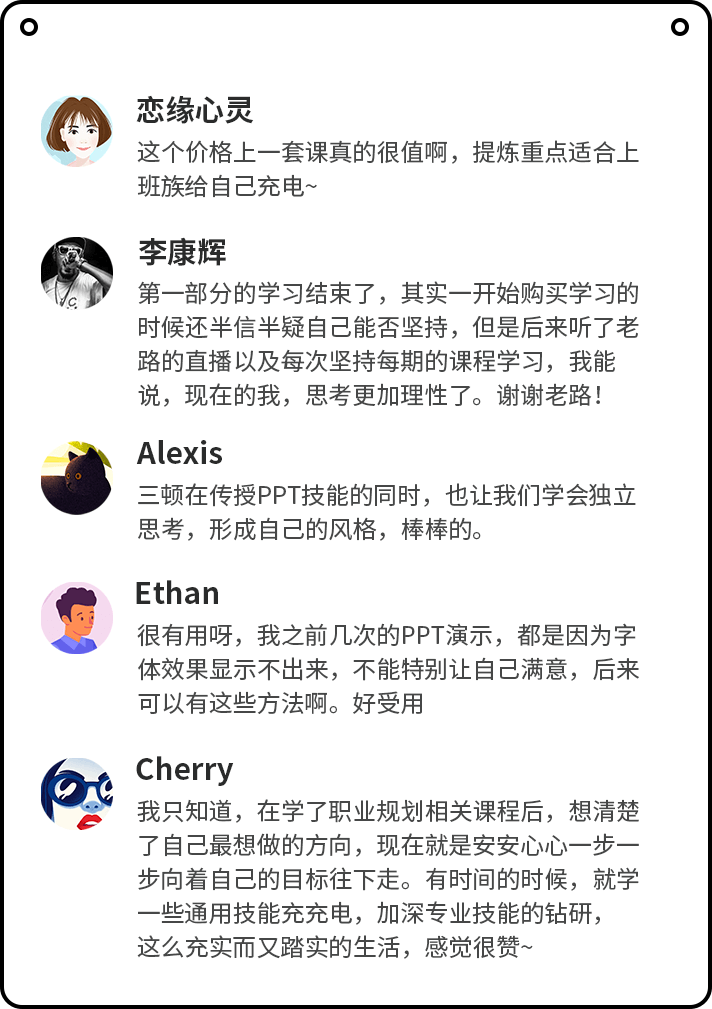 恋缘心灵
这个价格上一套课真的很值啊，提炼重点适合上
班族给自己充电~
李康辉
第一部分的学习结束了，其实一开始购买学习的
时候还半信半疑自己能否坚持，但是后来听了老
路的直播以及每次坚持每期的课程学习，我能
说，现在的我，思考更加理性了。谢谢老路！
Alexis
三顿在传授PPT技能的同时，也让我们学会独立
思考，形成自己的风格，棒棒的。
Ethan
很有用呀，我之前几次的PPT演示，都是因为字
体效果显示不出来，不能特别让自己满意，后来
可以有这些方法啊。好受用
Cherry
我只知道，在学了职业规划相关课程后，想清楚
了自己最想做的方向，现在就是安安心心一步一
步向着自己的目标往下走。有时间的时候，就学
一些通用技能充充电，加深专业技能的钻研，
这么充实而又踏实的生活，感觉很赞~